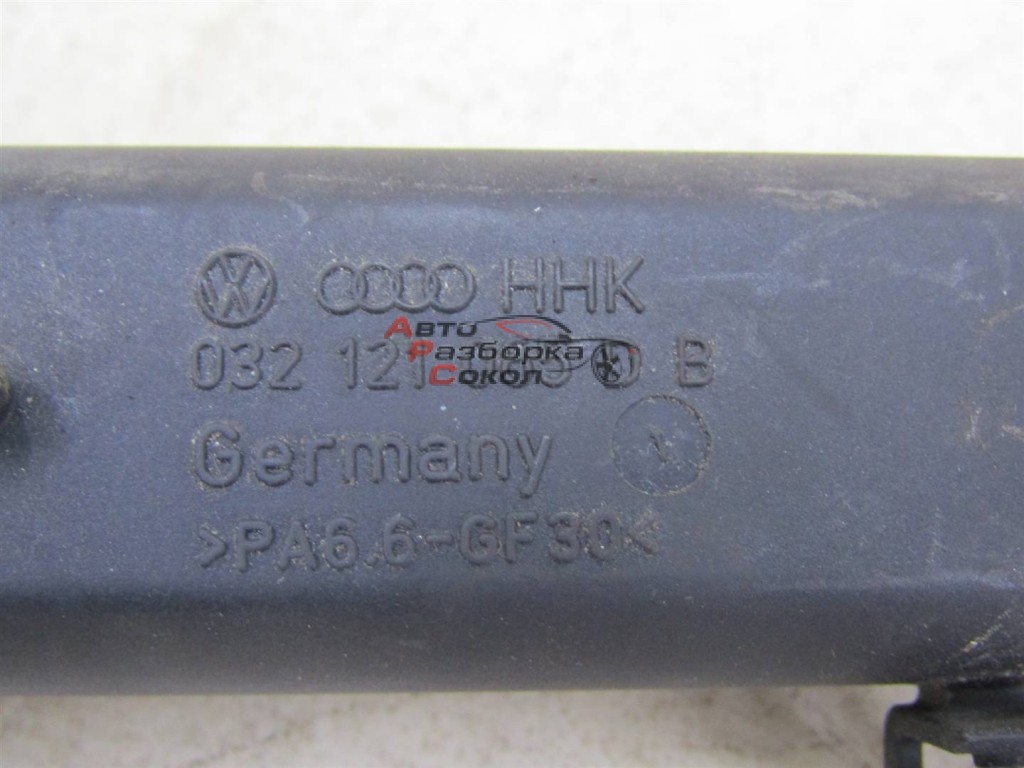 HHK
032 121 B
Germany
>PA6.6-GF30<
Авто
Разборка
Сокол